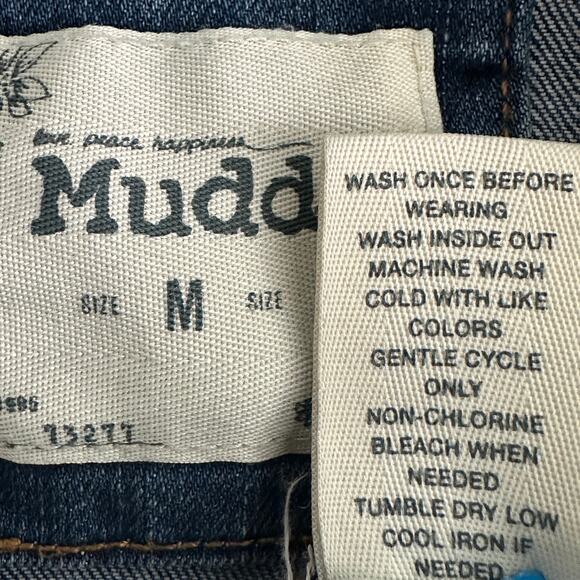 love peace happiness
Mudd
SIZE M SIZE
73277
WASH ONCE BEFORE
WEARING
WASH INSIDE OUT
MACHINE WASH
COLD WITH LIKE
COLORS
GENTLE CYCLE
ONLY
NON-CHLORINE
BLEACH WHEN
NEEDED
TUMBLE DRY LOW
COOL IRON IF
NEEDED